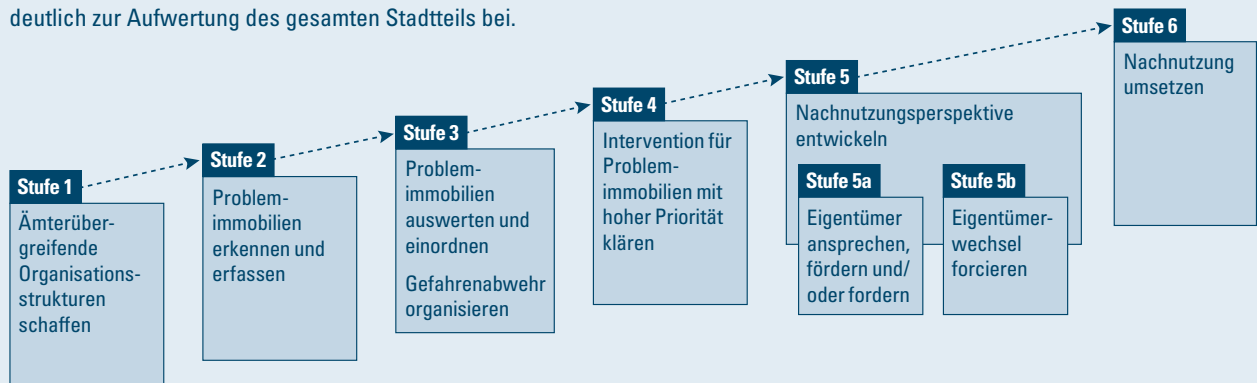 deutlich zur Aufwertung des gesamten Stadtteils bei.
Stufe 1
Ämterüber-
greifende
Organisations-
strukturen
schaffen
Stufe 2
Problem-
immobilien
erkennen und
erfassen
Stufe 3
Problem-
immobilien
auswerten und
einordnen
Gefahrenabwehr
organisieren
Stufe 4
Intervention für
Problem-
immobilien mit
hoher Priorität
klären
Stufe 5
Nachnutzungsperspektive
entwickeln
Stufe 5a
Eigentümer
ansprechen,
fördern und/
oder fordern
Stufe 5b
Eigentümer-
wechsel
forcieren
Stufe 6
Nachnutzung
umsetzen